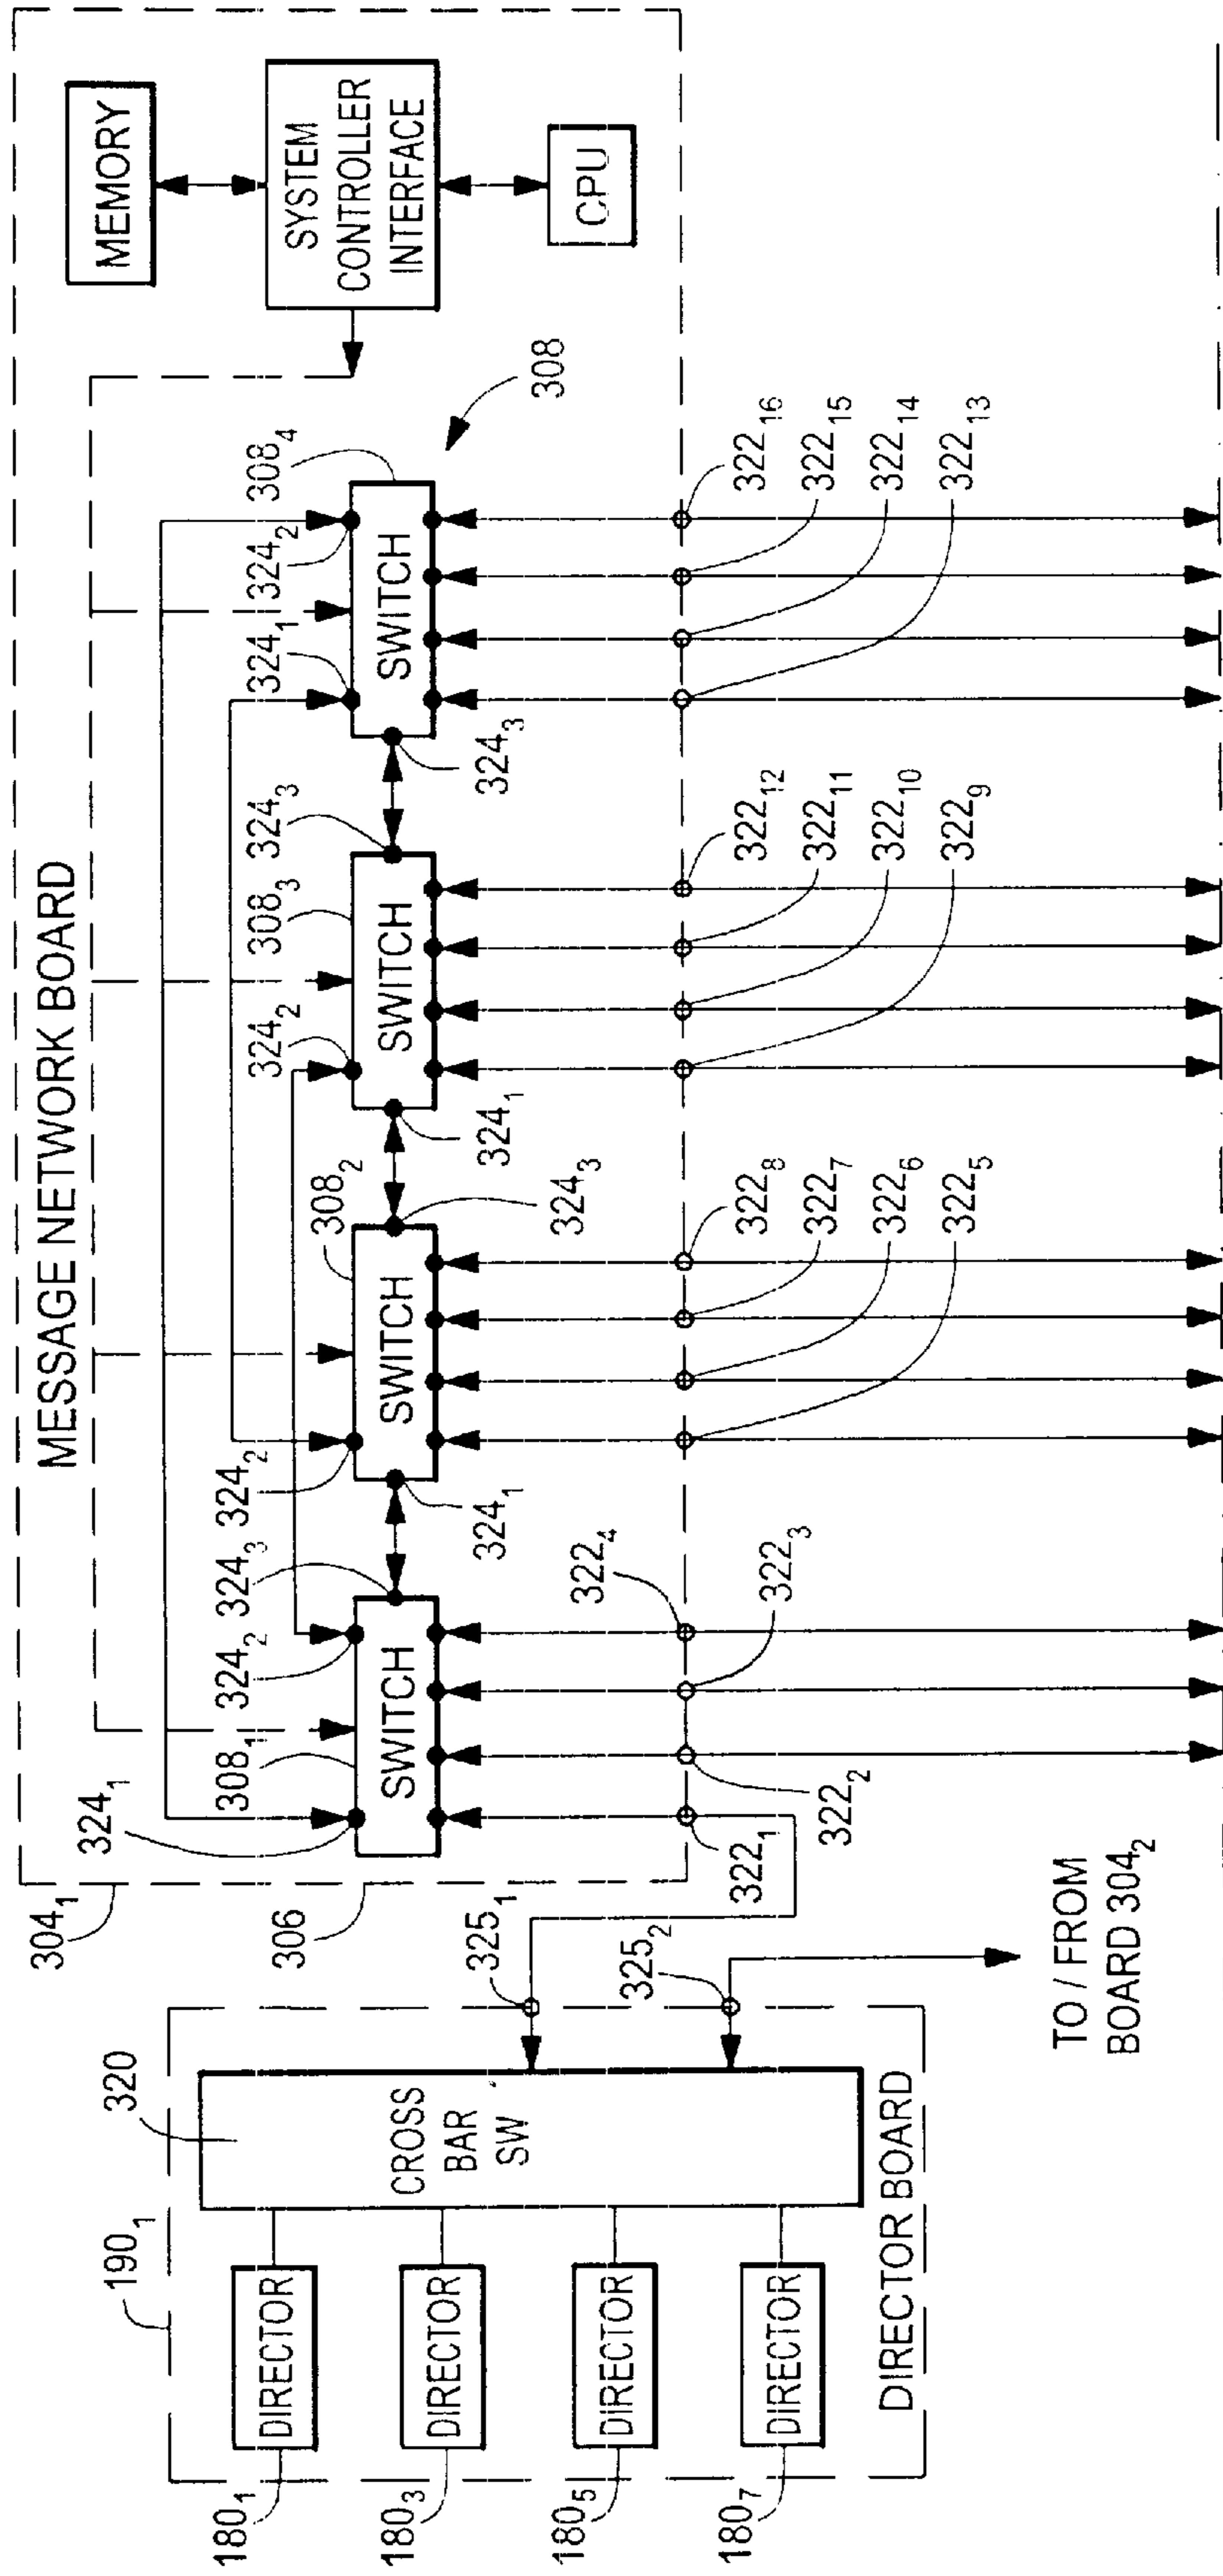 MESSAGE NETWORK BOARD
304₁
306
MEMORY
SYSTEM
CONTROLLER
INTERFACE
CPU
308
324₁
308₁
324₂
324₃
324₂
308₂
324₂
308₃
324₃
324₁
324₂
308₄
SWITCH
SWITCH
SWITCH
SWITCH
324₁
324₃
324₁
324₃
322₁
322₂
322₃
322₄
322₅
322₆
322₇
322₈
322₉
322₁₀
322₁₁
322₁₂
322₁₃
322₁₄
322₁₅
322₁₆
190₁
320
325₁
325₂
CROSS
BAR
SW
DIRECTOR
DIRECTOR
DIRECTOR
DIRECTOR
180₁
180₃
180₅
180₇
DIRECTOR BOARD
TO / FROM
BOARD 304₂